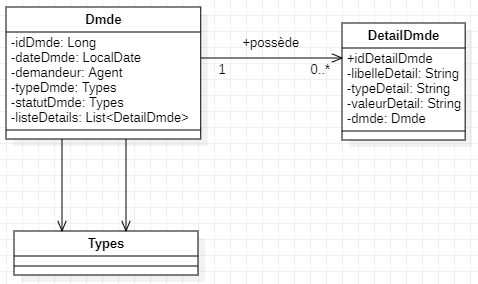 Dmde
-idDmde: Long
-dateDmde: LocalDate
-demandeur: Agent
-typeDmde: Types
-statutDmde: Types
-listeDetails: List<DetailDmde>
+possède
1
0..*
DetailDmde
+idDetailDmde
-libelleDetail: String
-typeDetail: String
-valeurDetail: String
-dmde: Dmde
Types